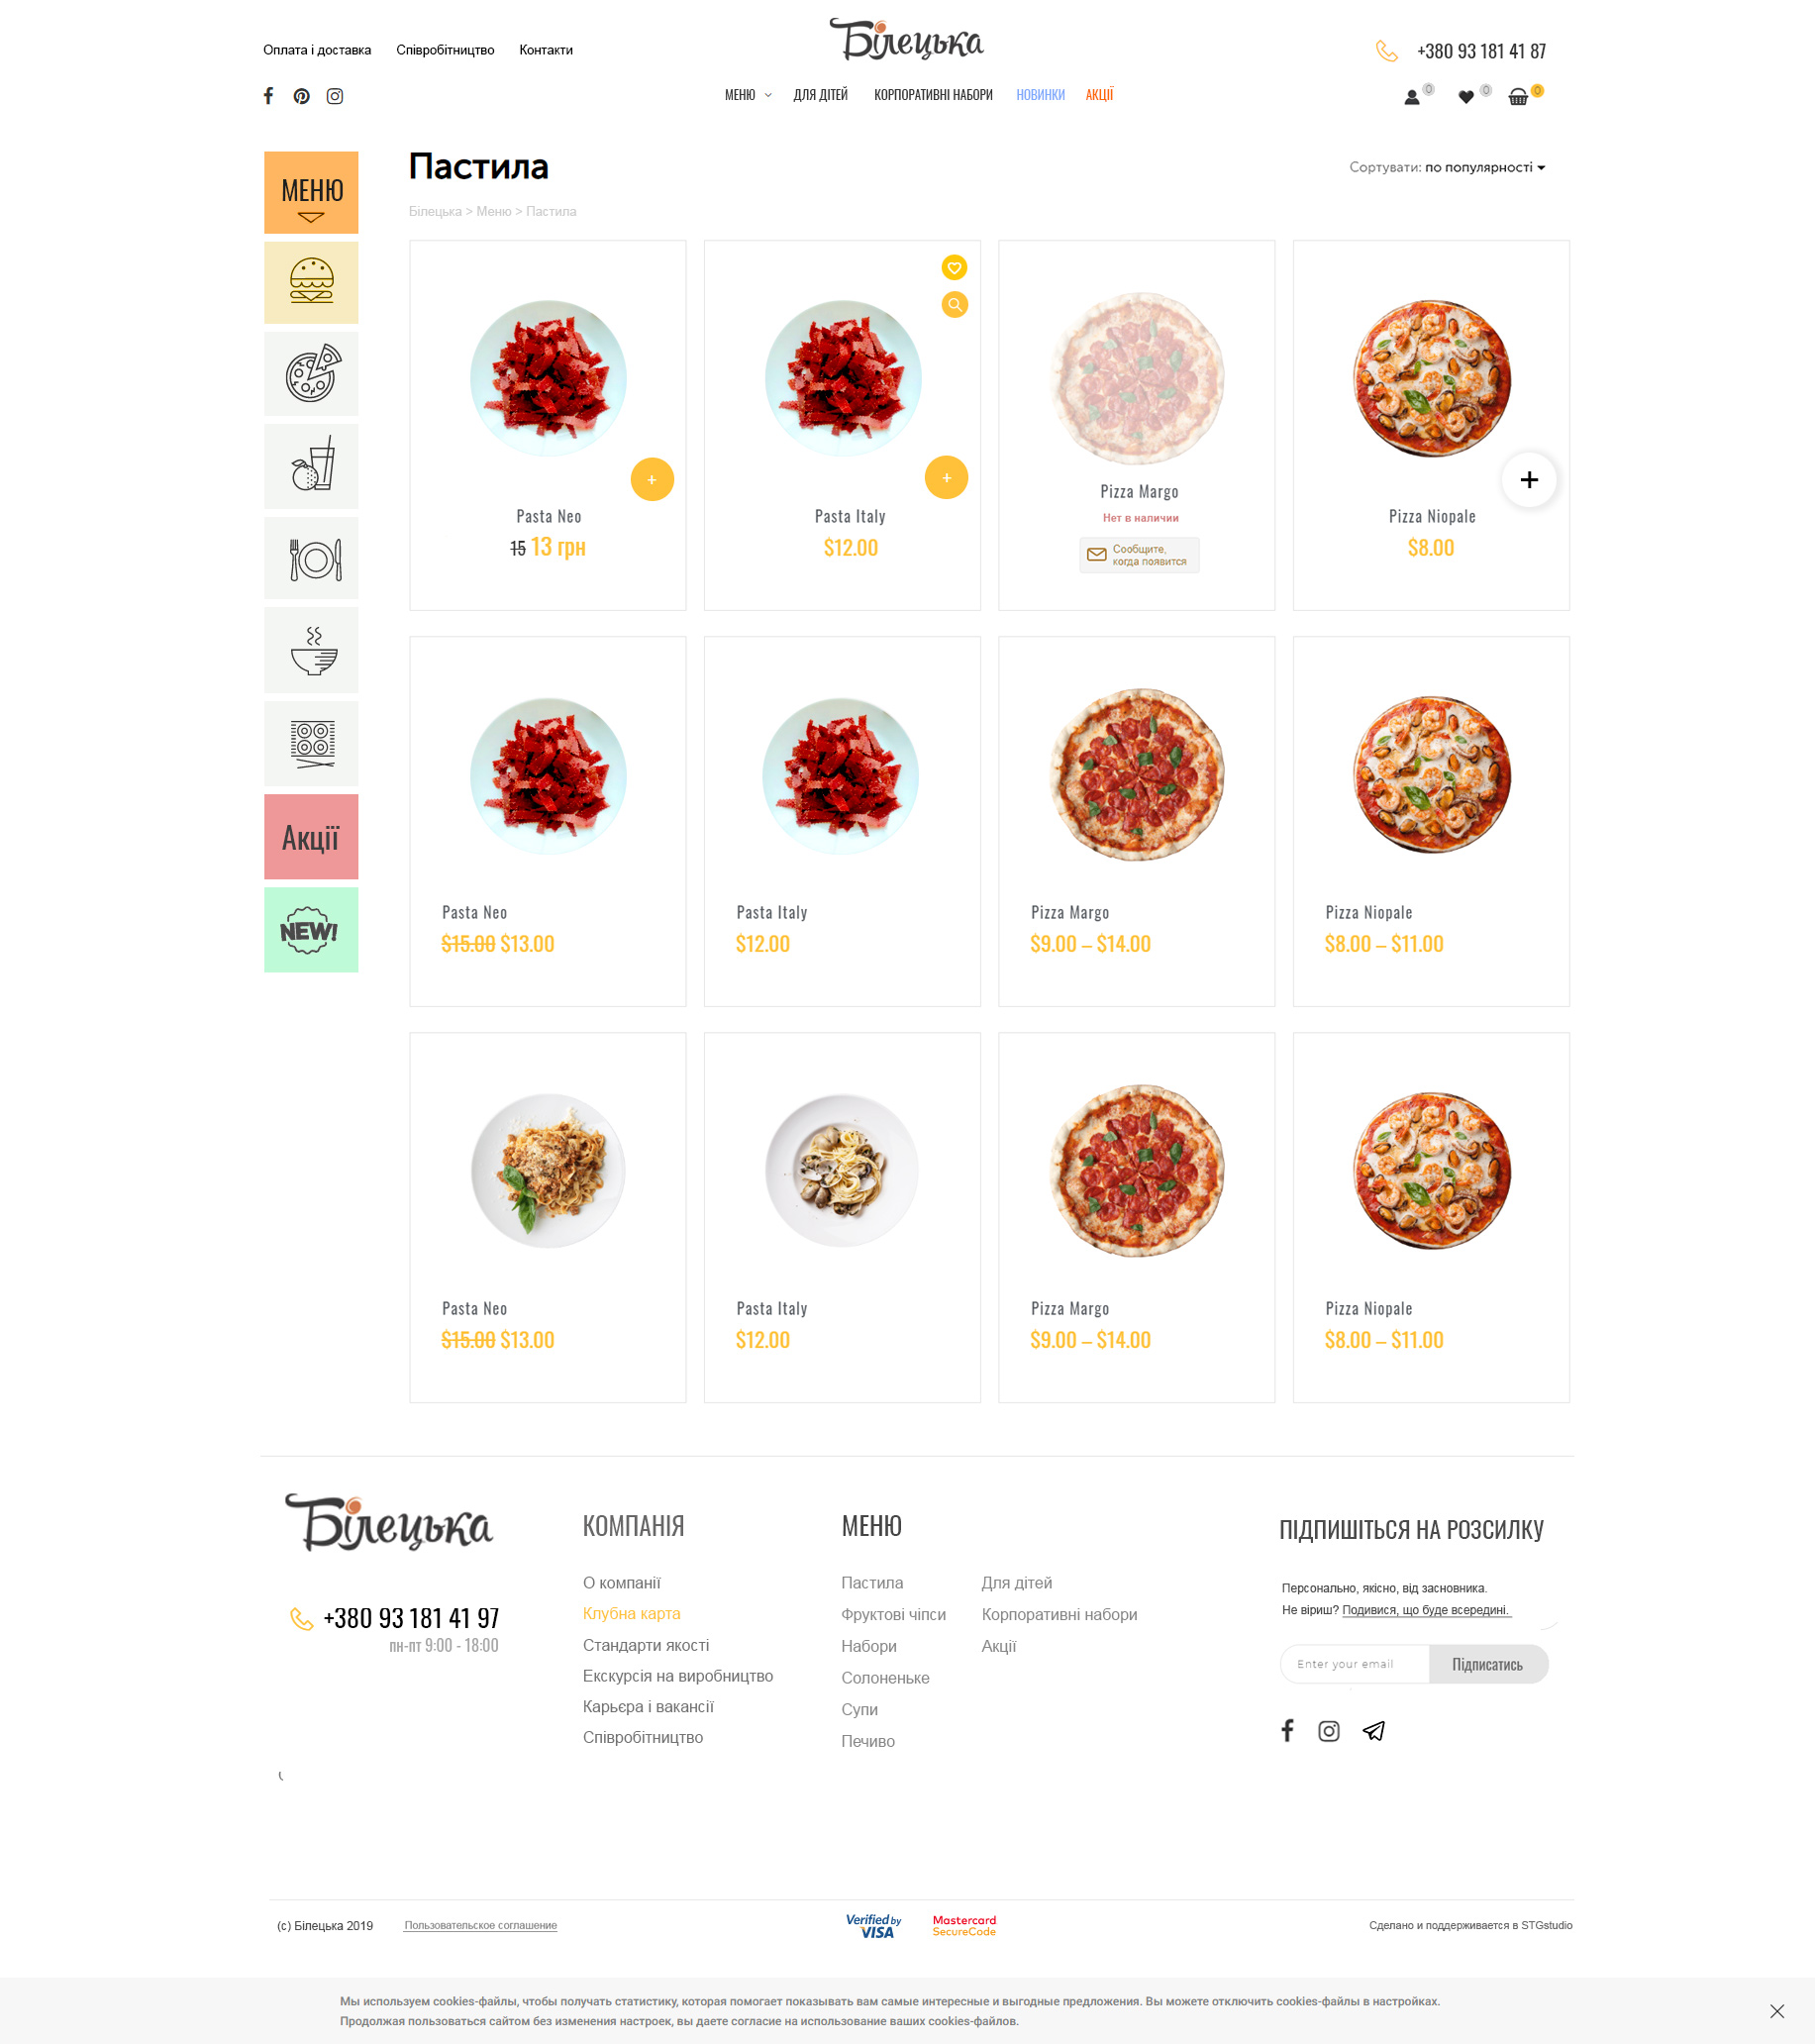 Оплата і доставка
Співробітництво
Контакти
Білецька
+380 93 181 41 87
МЕНЮ
ДЛЯ ДІТЕЙ
КОРПОРАТИВНІ НАБОРИ
НОВИНКИ
АКЦІЇ
0
0
0
МЕНЮ
Акції
NEW!
Пастила
Сортувати: по популярності
Білецька > Меню > Пастила
+
Pasta Neo
15 13 грн
+
Pasta Italy
$12.00
Pizza Margo
Нет в наличии
Сообщите,
когда появится
+
Pizza Niopale
$8.00
Pasta Neo
$15.00 $13.00
Pasta Italy
$12.00
Pizza Margo
$9.00 – $14.00
Pizza Niopale
$8.00 – $11.00
Pasta Neo
$15.00 $13.00
Pasta Italy
$12.00
Pizza Margo
$9.00 – $14.00
Pizza Niopale
$8.00 – $11.00
Білецька
+380 93 181 41 97
пн-пт 9:00 - 18:00
КОМПАНІЯ
О компанії
Клубна карта
Стандарти якості
Екскурсія на виробництво
Карьєра і вакансії
Співробітництво
МЕНЮ
Пастила
Фруктові чіпси
Набори
Солоненьке
Супи
Печиво
Для дітей
Корпоративні набори
Акції
ПІДПИШІТЬСЯ НА РОЗСИЛКУ
Персонально, якісно, від засновника.
Не віриш? Подивися, що буде всередині.
Enter your email
Підписатись
(c) Білецька 2019
Пользовательское соглашение
Verified by
VISA
Mastercard
SecureCode
Сделано и поддерживается в STGstudio
Мы используем cookies-файлы, чтобы получать статистику, которая помогает показывать вам самые интересные и выгодные предложения. Вы можете отключить cookies-файлы в настройках.
Продолжая пользоваться сайтом без изменения настроек, вы даете согласие на использование ваших cookies-файлов.